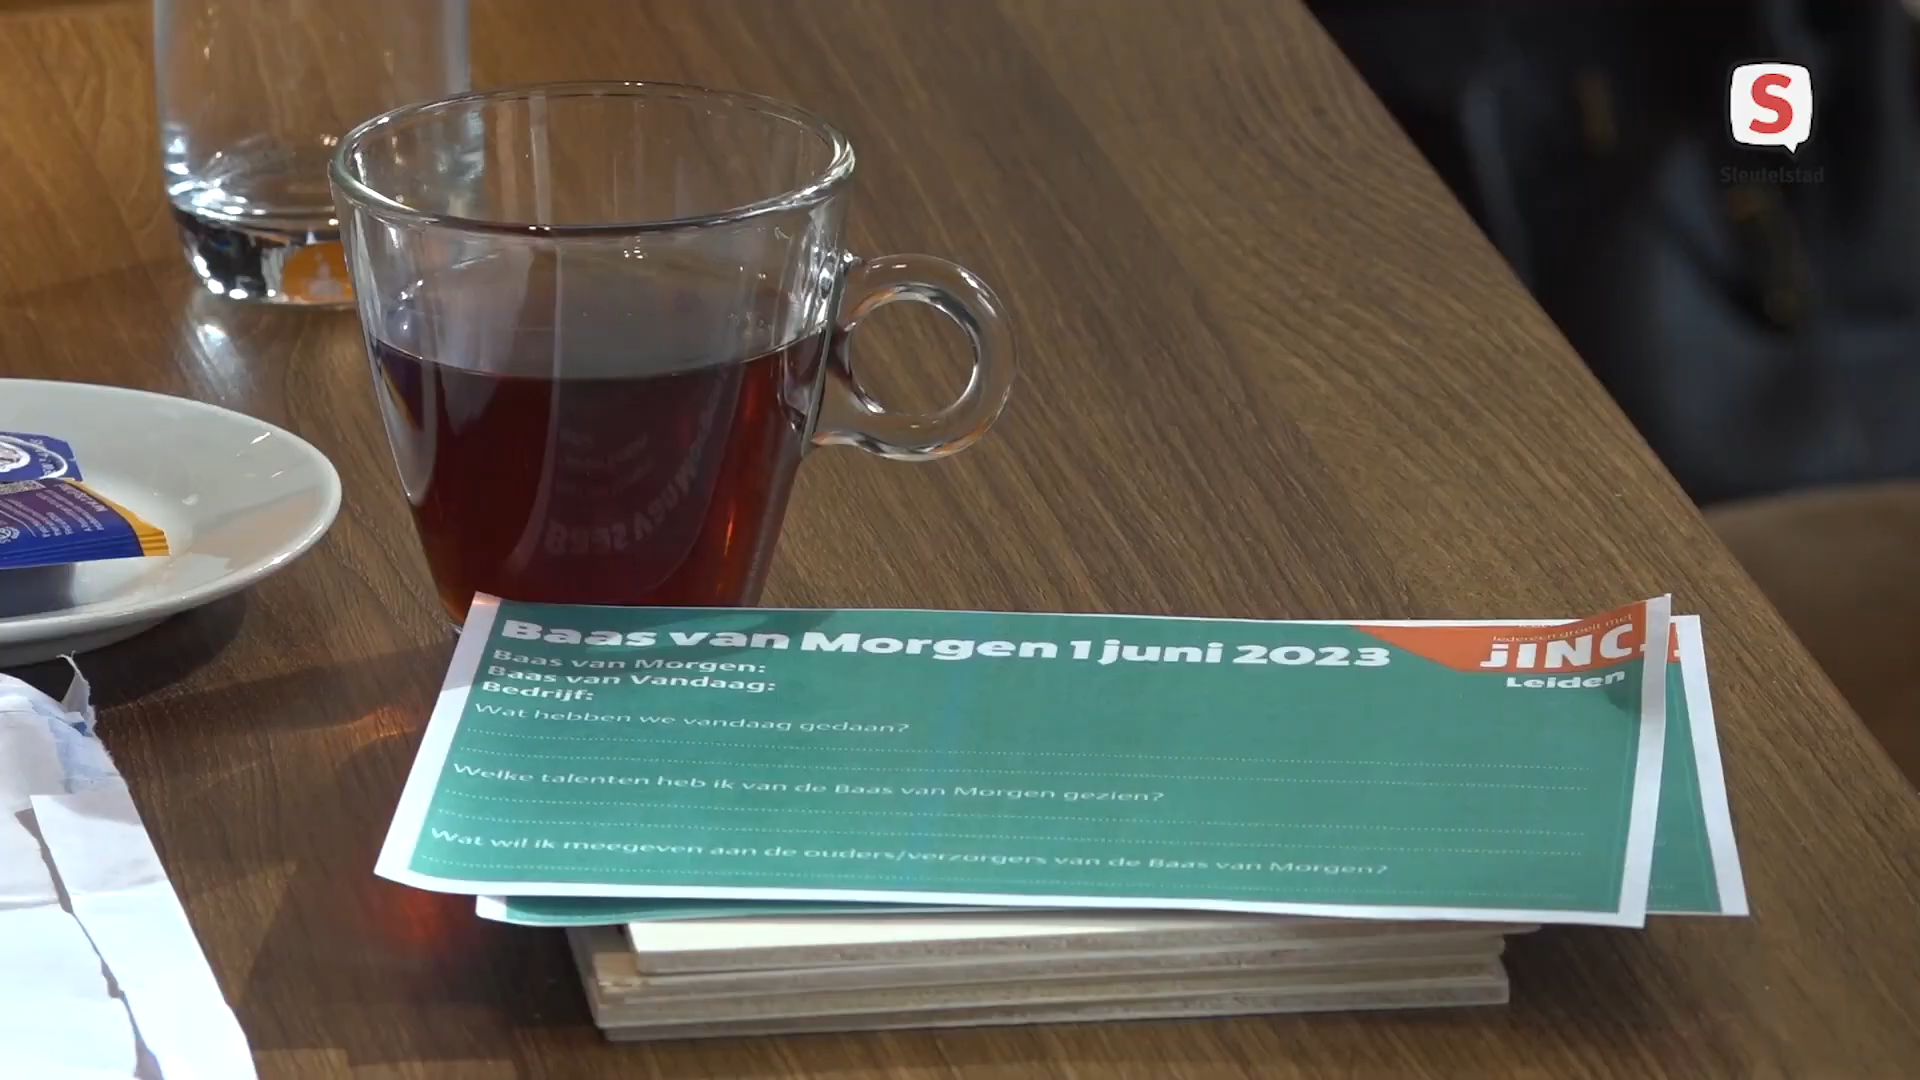 S
Sleutelstad
Baas van Morgen 1 juni 2023
Iedereen groeit met
JINC
Leiden
Baas van Morgen:
Baas van Vandaag:
Bedrijf:
Wat hebben we vandaag gedaan?
Welke talenten heb ik van de Baas van Morgen gezien?
Wat wil ik meegeven aan de ouders/verzorgers van de Baas van Morgen?